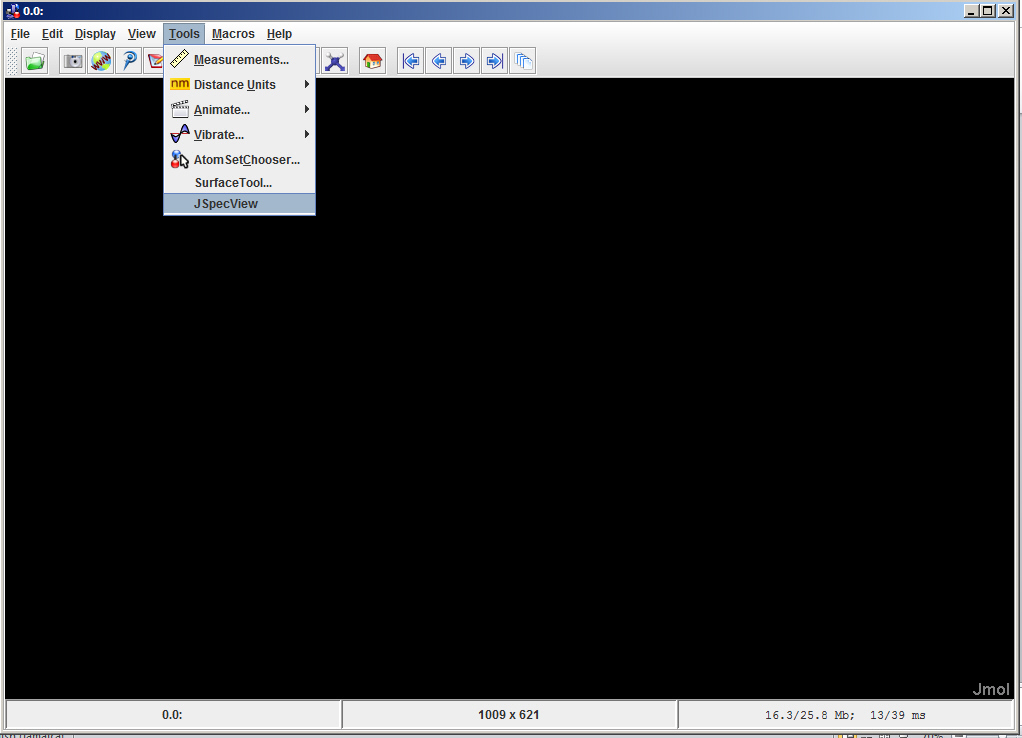 0.0:
File Edit Display View Tools Macros Help
Measurements...
nm Distance Units
Animate...
Vibrate...
AtomSetChooser...
SurfaceTool...
JSpecView
Jmol
0.0: 1009 x 621 16.3/25.8 Mb; 13/39 ms